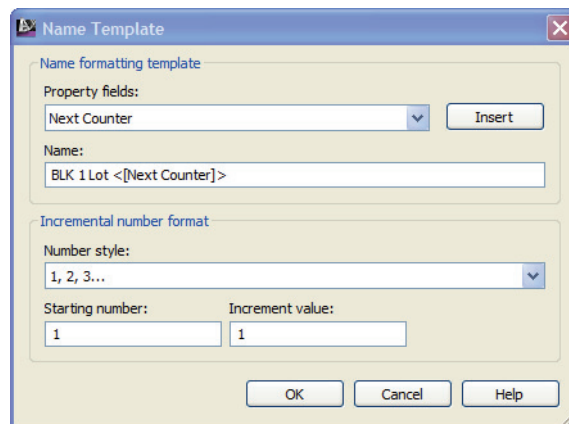 Name Template
Name formatting template
Property fields:
Next Counter
Insert
Name:
BLK 1 Lot <[Next Counter]>
Incremental number format
Number style:
1, 2, 3...
Starting number: Increment value:
1 1
OK Cancel Help